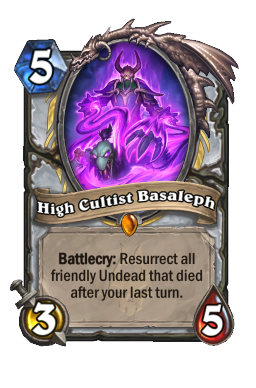 5
High Cultist Basaleph
Battlecry: Resurrect all
friendly Undead that died
after your last turn.
3
5